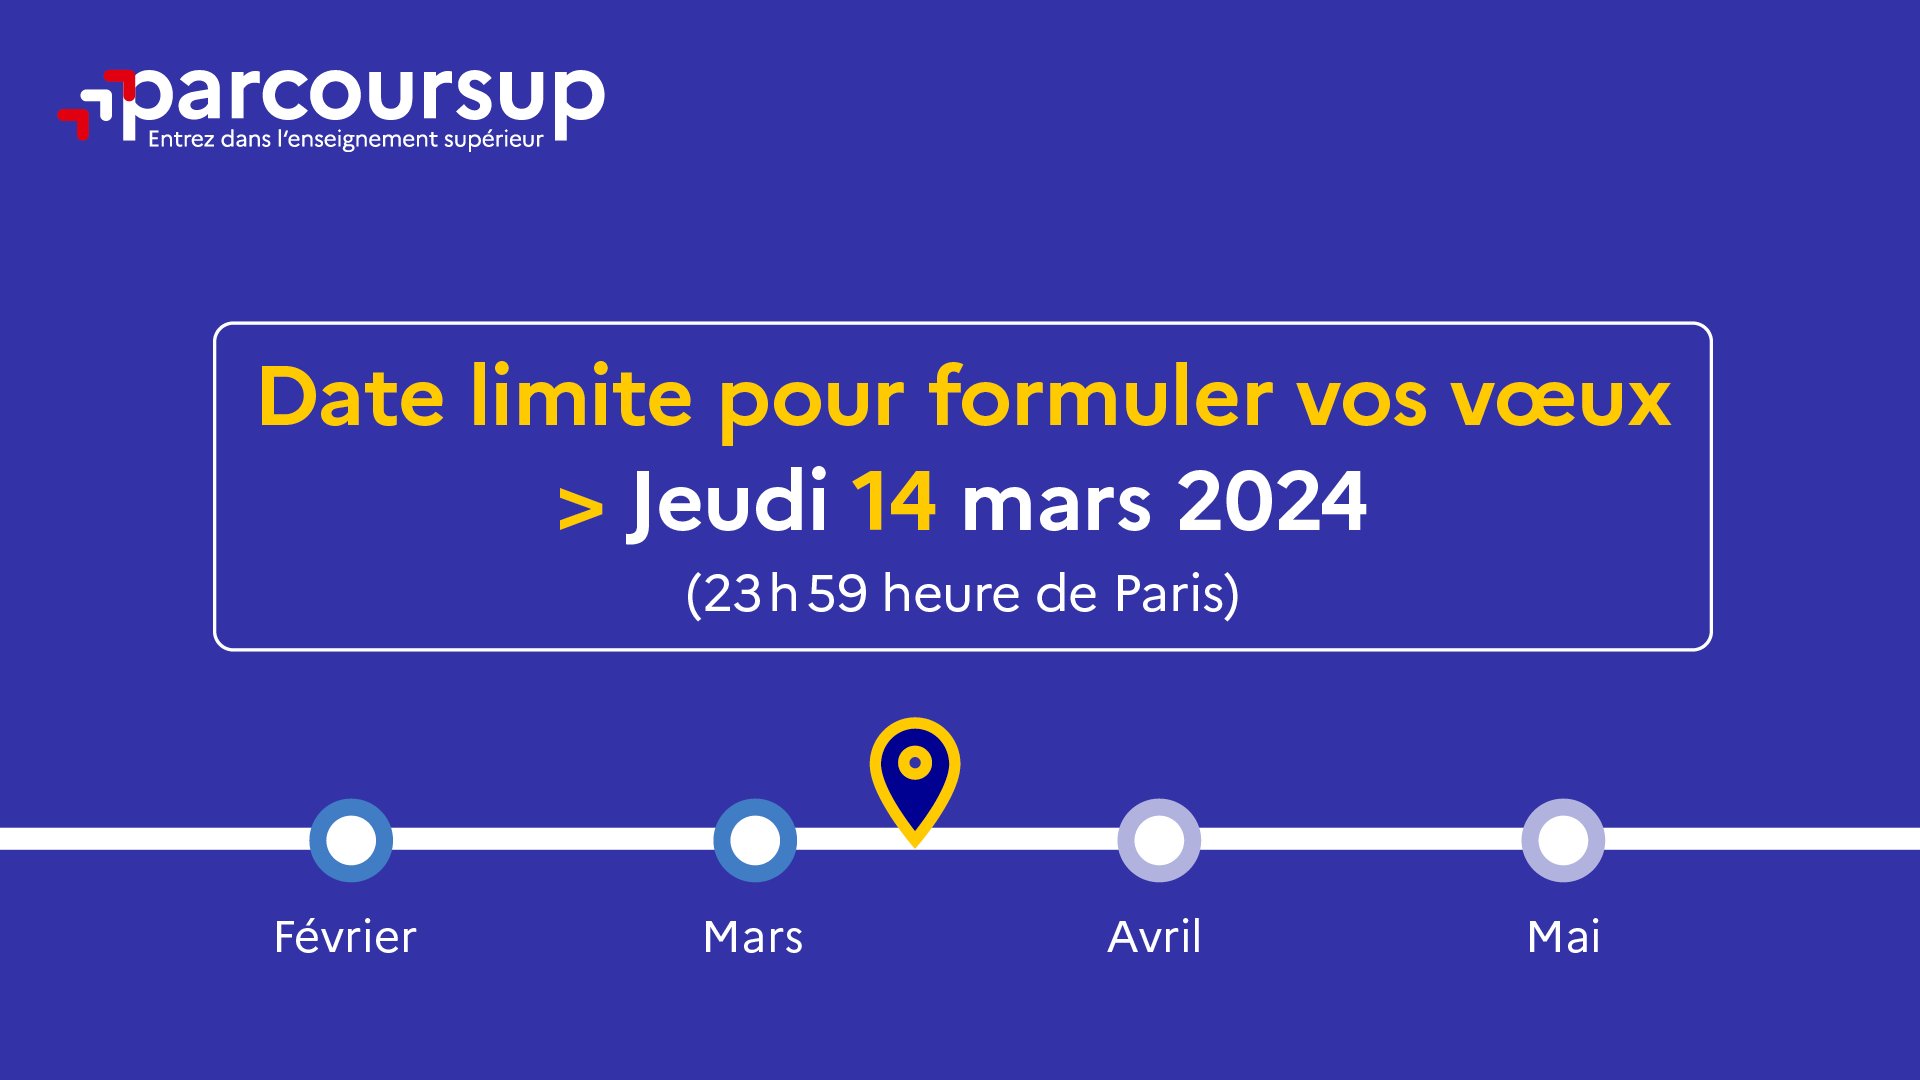 parcoursup
Entrez dans l'enseignement supérieur
Date limite pour formuler vos vœux
> Jeudi 14 mars 2024
(23 h 59 heure de Paris)
Février Mars Avril Mai